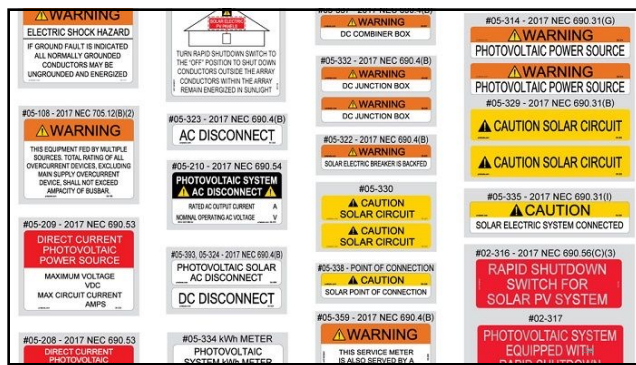 WARNING
ELECTRIC SHOCK HAZARD
IF GROUND FAULT IS INDICATED
ALL NORMALLY GROUNDED
CONDUCTORS MAY BE
UNGROUNDED AND ENERGIZED
#05-108 - 2017 NEC 705.12(B)(2)
WARNING
THIS EQUIPMENT FED BY MULTIPLE
SOURCES. TOTAL RATING OF ALL
OVERCURRENT DEVICES, EXCLUDING
MAIN SUPPLY OVERCURRENT
DEVICE, SHALL NOT EXCEED
AMPACITY OF BUSBAR.
#05-209 - 2017 NEC 690.53
DIRECT CURRENT
PHOTOVOLTAIC
POWER SOURCE
MAXIMUM VOLTAGE
VDC
MAX CIRCUIT CURRENT
AMPS
#05-208 - 2017 NEC 690.53
DIRECT CURRENT
PHOTOVOLTAIC
SOLAR ELECTRIC
PV PANELS
TURN RAPID SHUTDOWN SWITCH TO
THE "OFF" POSITION TO SHUT DOWN
CONDUCTORS OUTSIDE THE ARRAY
CONDUCTORS WITHIN THE ARRAY
REMAIN ENERGIZED IN SUNLIGHT
#05-323 - 2017 NEC 690.4(B)
AC DISCONNECT
#05-210 - 2017 NEC 690.54
PHOTOVOLTAIC SYSTEM
AC DISCONNECT
RATED AC OUTPUT CURRENT A
NOMINAL OPERATING AC VOLTAGE V
#05-393, 05-324 - 2017 NEC 690.4(B)
PHOTOVOLTAIC SOLAR
AC DISCONNECT
DC DISCONNECT
#05-334 kWh METER
PHOTOVOLTAIC
SYSTEM kWh METER
WARNING
DC COMBINER BOX
#05-332 - 2017 NEC 690.4(B)
WARNING
DC JUNCTION BOX
WARNING
DC JUNCTION BOX
#05-322 - 2017 NEC 690.4(B)
WARNING
SOLAR ELECTRIC BREAKER IS BACKFED
#05-330
CAUTION
SOLAR CIRCUIT
CAUTION
SOLAR CIRCUIT
#05-338 - POINT OF CONNECTION
CAUTION
SOLAR POINT OF CONNECTION
#05-359 - 2017 NEC 690.4(B)
WARNING
THIS SERVICE METER
IS ALSO SERVED BY A
#05-314 - 2017 NEC 690.31(G)
WARNING
PHOTOVOLTAIC POWER SOURCE
WARNING
PHOTOVOLTAIC POWER SOURCE
#05-329 - 2017 NEC 690.31(B)
CAUTION SOLAR CIRCUIT
CAUTION SOLAR CIRCUIT
#05-335 - 2017 NEC 690.31(I)
CAUTION
SOLAR ELECTRIC SYSTEM CONNECTED
#02-316 - 2017 NEC 690.56(C)(3)
RAPID SHUTDOWN
SWITCH FOR
SOLAR PV SYSTEM
#02-317
PHOTOVOLTAIC SYSTEM
EQUIPPED WITH
RAPID SHUTDOWN